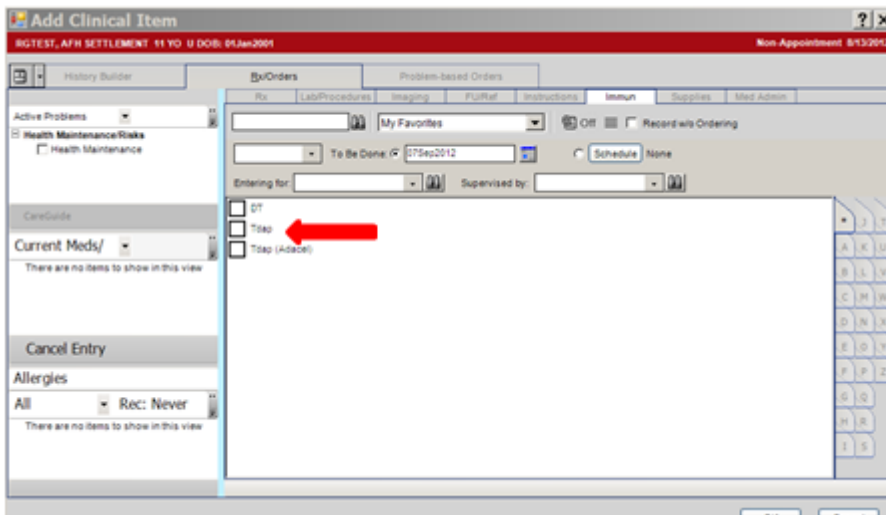 Add Clinical Item
RGTEST, AFH SETTLEMENT 11 YO U DOB: 01Jan2001 Non-Appointment 8/13/2012
History Builder Rx/Orders Problem-based Orders
Rx Lab/Procedures Imaging FU/Ref Instructions Immun Supplies Med Admin
Active Problems
Health Maintenance/Risks
Health Maintenance
My Favorites Off Record w/o Ordering
To Be Done: 07Sep2012 Schedule None
Entering for: Supervised by:
CareGuide
Current Meds/
There are no items to show in this view
Cancel Entry
Allergies
All Rec: Never
There are no items to show in this view
DT
Tdap
Tdap (Adacel)
* J T
A K U
B L V
C M W
D N X
E O Y
F P Z
G Q
H R
I S